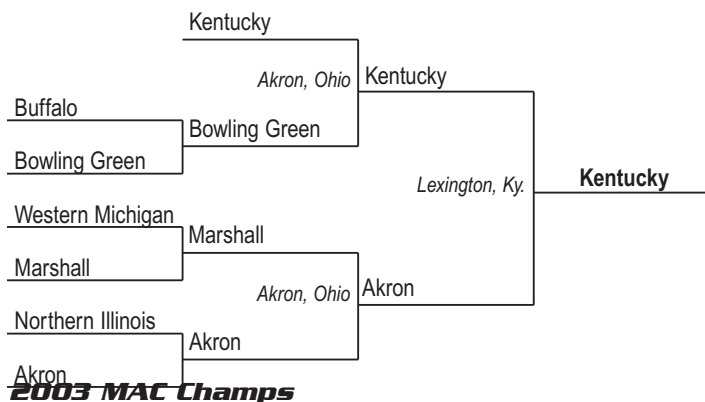 Kentucky
Akron, Ohio
Kentucky
Buffalo
Bowling Green
Bowling Green
Lexington, Ky.
Kentucky
Western Michigan
Marshall
Marshall
Akron, Ohio
Akron
Northern Illinois
Akron
Akron
2003 MAC Champs